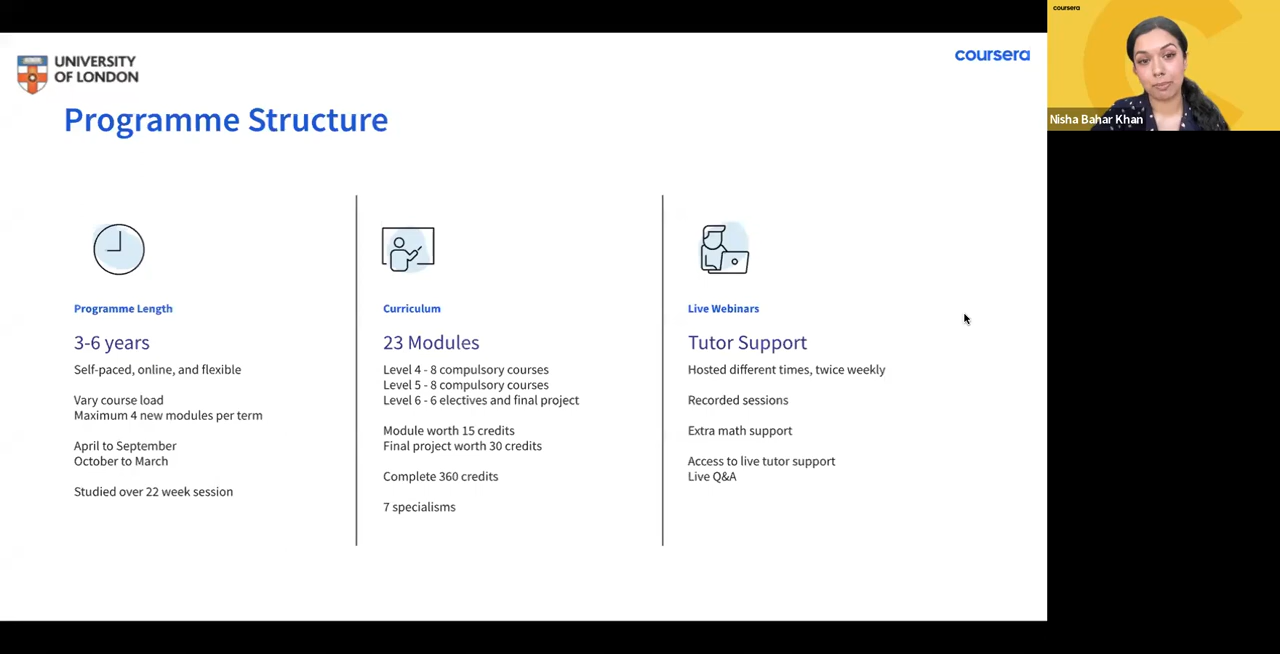 UNIVERSITY
OF LONDON
coursera
Programme Structure
Programme Length
3-6 years
Self-paced, online, and flexible
Vary course load
Maximum 4 new modules per term
April to September
October to March
Studied over 22 week session
Curriculum
23 Modules
Level 4 - 8 compulsory courses
Level 5 - 8 compulsory courses
Level 6 - 6 electives and final project
Module worth 15 credits
Final project worth 30 credits
Complete 360 credits
7 specialisms
Live Webinars
Tutor Support
Hosted different times, twice weekly
Recorded sessions
Extra math support
Access to live tutor support
Live Q&A
coursera
Nisha Bahar Khan